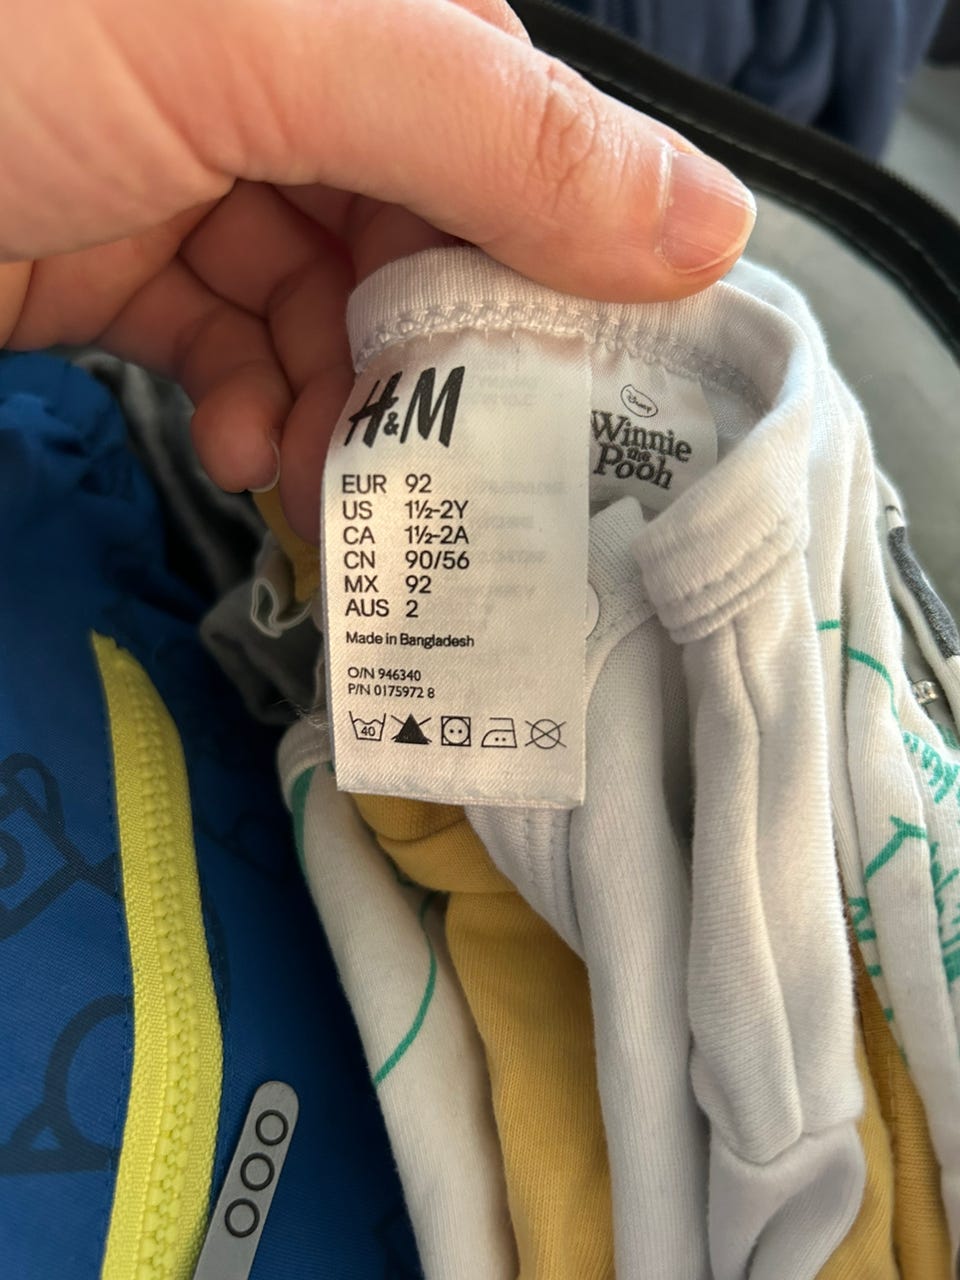 H&M
EUR 92
US 1½-2Y
CA 1½-2A
CN 90/56
MX 92
AUS 2
Made in Bangladesh
O/N 946340
P/N 0175972 8
40
Disney
Winnie
the
Pooh